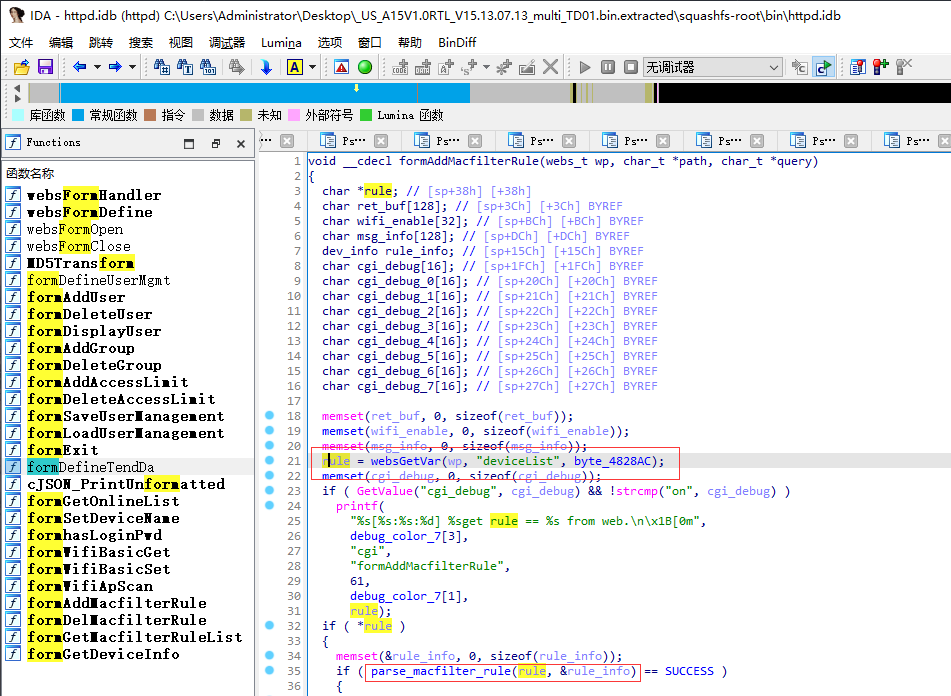 IDA - httpd.idb (httpd) C:\Users\Administrator\Desktop\_US_A15V1.0RTL_V15.13.07.13_multi_TD01.bin.extracted\squashfs-root\bin\httpd.idb
文件 编辑 跳转 搜索 视图 调试器 Lumina 选项 窗口 帮助 BinDiff
无调试器
库函数 常规函数 指令 数据 未知 外部符号 Lumina 函数
Functions
Ps··· Ps··· Ps··· Ps··· Ps··· Ps··· Ps···
函数名称
websFormHandler
websFormDefine
websFormOpen
websFormClose
MD5Transform
formDefineUserMgmt
formAddUser
formDeleteUser
formDisplayUser
formAddGroup
formDeleteGroup
formAddAccessLimit
formDeleteAccessLimit
formSaveUserManagement
formLoadUserManagement
formExit
formDefineTendDa
cJSON_PrintUnformatted
formGetOnlineList
formSetDeviceName
formhasLoginPwd
formWifiBasicGet
formWifiBasicSet
formWifiApScan
formAddMacfilterRule
formDelMacfilterRule
formGetMacfilterRuleList
formGetDeviceInfo
1 void __cdecl formAddMacfilterRule(webs_t wp, char_t *path, char_t *query)
2 {
3 char *rule; // [sp+38h] [+38h]
4 char ret_buf[128]; // [sp+3Ch] [+3Ch] BYREF
5 char wifi_enable[32]; // [sp+BCh] [+BCh] BYREF
6 char msg_info[128]; // [sp+DCh] [+DCh] BYREF
7 dev_info rule_info; // [sp+15Ch] [+15Ch] BYREF
8 char cgi_debug[16]; // [sp+1FCh] [+1FCh] BYREF
9 char cgi_debug_0[16]; // [sp+20Ch] [+20Ch] BYREF
10 char cgi_debug_1[16]; // [sp+21Ch] [+21Ch] BYREF
11 char cgi_debug_2[16]; // [sp+22Ch] [+22Ch] BYREF
12 char cgi_debug_3[16]; // [sp+23Ch] [+23Ch] BYREF
13 char cgi_debug_4[16]; // [sp+24Ch] [+24Ch] BYREF
14 char cgi_debug_5[16]; // [sp+25Ch] [+25Ch] BYREF
15 char cgi_debug_6[16]; // [sp+26Ch] [+26Ch] BYREF
16 char cgi_debug_7[16]; // [sp+27Ch] [+27Ch] BYREF
17
18 memset(ret_buf, 0, sizeof(ret_buf));
19 memset(wifi_enable, 0, sizeof(wifi_enable));
20 memset(msg_info, 0, sizeof(msg_info));
21 rule = websGetVar(wp, "deviceList", byte_4828AC);
22 memset(cgi_debug, 0, sizeof(cgi_debug));
23 if ( GetValue("cgi_debug", cgi_debug) && !strcmp("on", cgi_debug) )
24 printf(
25 "%s[%s:%s:%d] %sget rule == %s from web.\n\x1B[0m",
26 debug_color_7[3],
27 "cgi",
28 "formAddMacfilterRule",
29 61,
30 debug_color_7[1],
31 rule);
32 if ( *rule )
33 {
34 memset(&rule_info, 0, sizeof(rule_info));
35 if ( parse_macfilter_rule(rule, &rule_info) == SUCCESS )
36 {